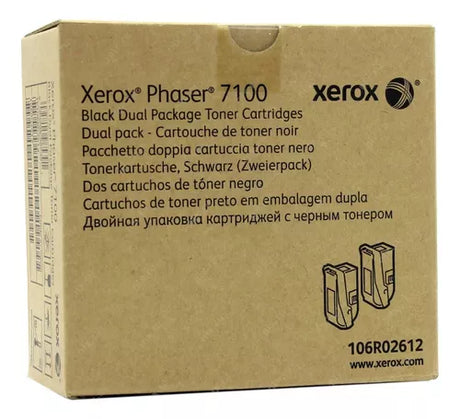 Xerox® Phaser® 7100
xerox
Black Dual Package Toner Cartridges
Dual pack - Cartouche de toner noir
Pacchetto doppia cartuccia toner nero
Tonerkartusche, Schwarz (Zweierpack)
Dos cartuchos de tóner negro
Cartuchos de toner preto em embalagem dupla
Двойная упаковка картриджей с черным тонером
106R02612
www.xerox.com